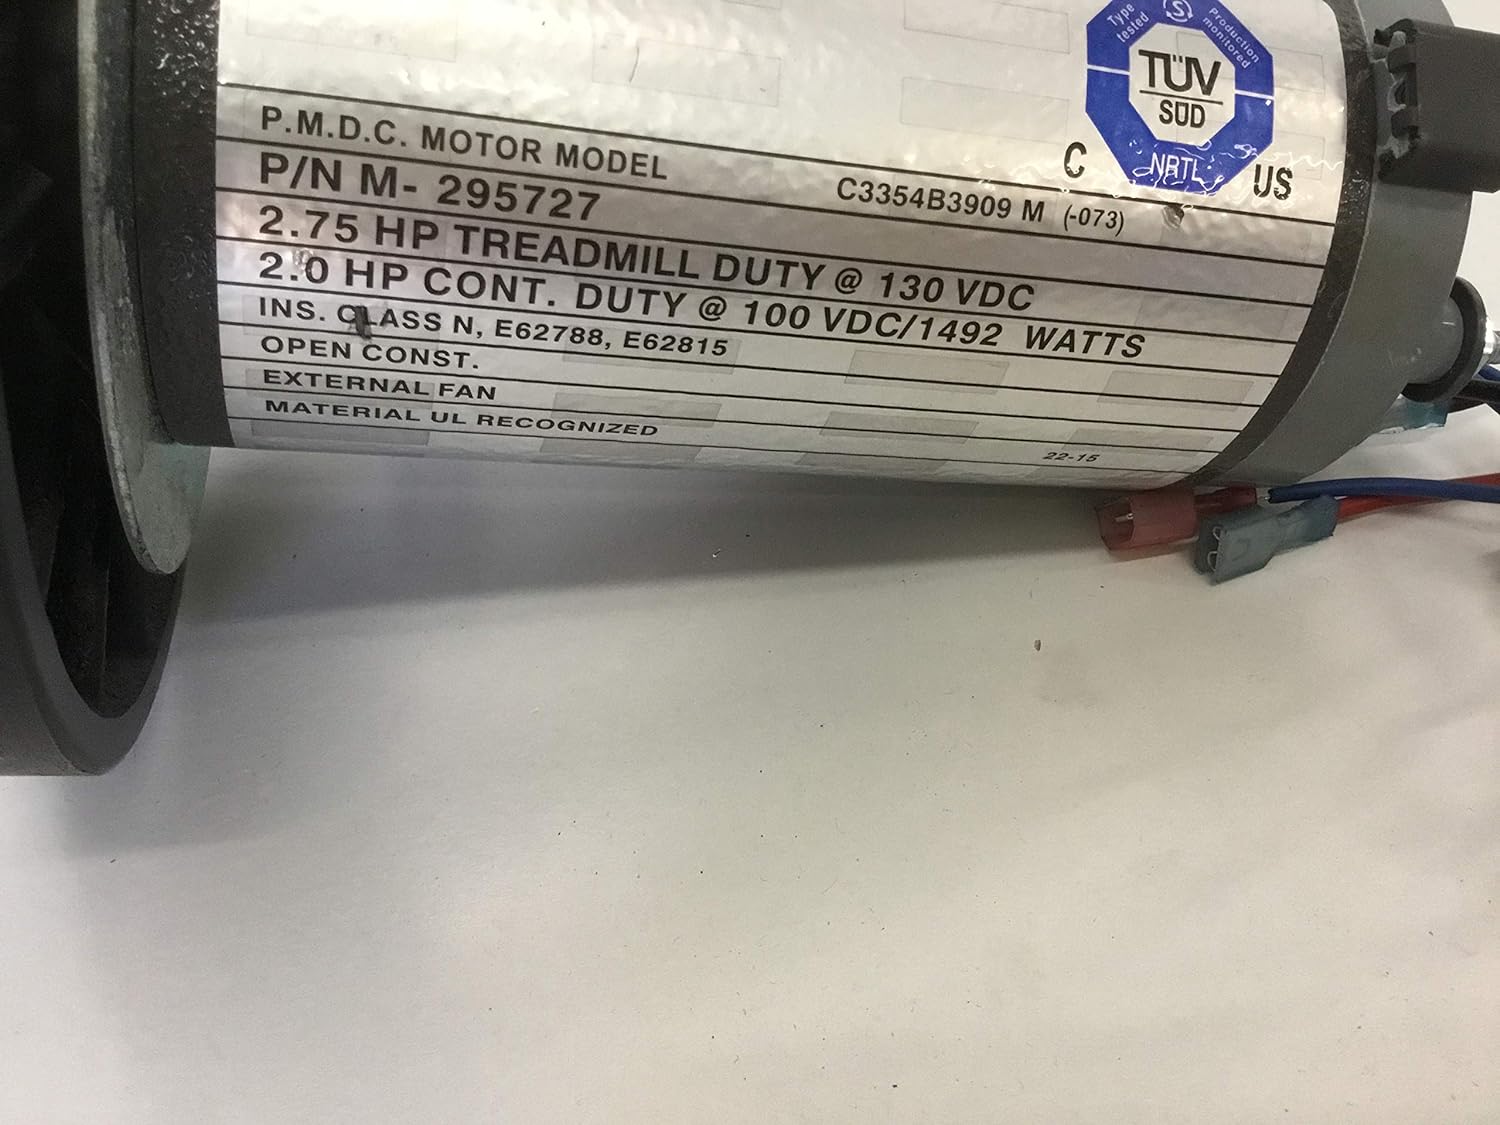 Type tested
Production monitored
TÜV
SÜD
NRTL
C US
P.M.D.C. MOTOR MODEL C3354B3909 M (-073)
P/N M- 295727
2.75 HP TREADMILL DUTY @ 130 VDC
2.0 HP CONT. DUTY @ 100 VDC/1492 WATTS
INS. CLASS N, E62788, E62815
OPEN CONST.
EXTERNAL FAN
MATERIAL UL RECOGNIZED
22-15